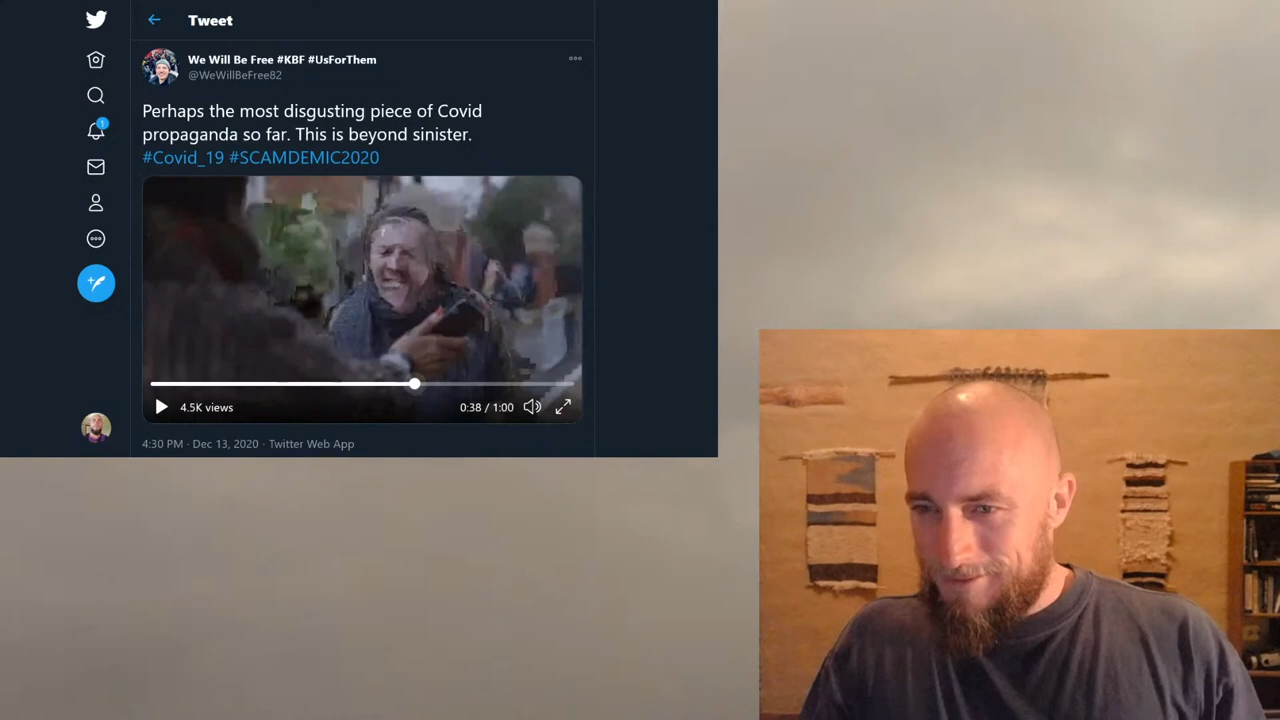 Tweet
We Will Be Free #KBF #UsForThem
@WeWillBeFree82
Perhaps the most disgusting piece of Covid
propaganda so far. This is beyond sinister.
#Covid_19 #SCAMDEMIC2020
1
4.5K views
0:38 / 1:00
4:30 PM · Dec 13, 2020 · Twitter Web App